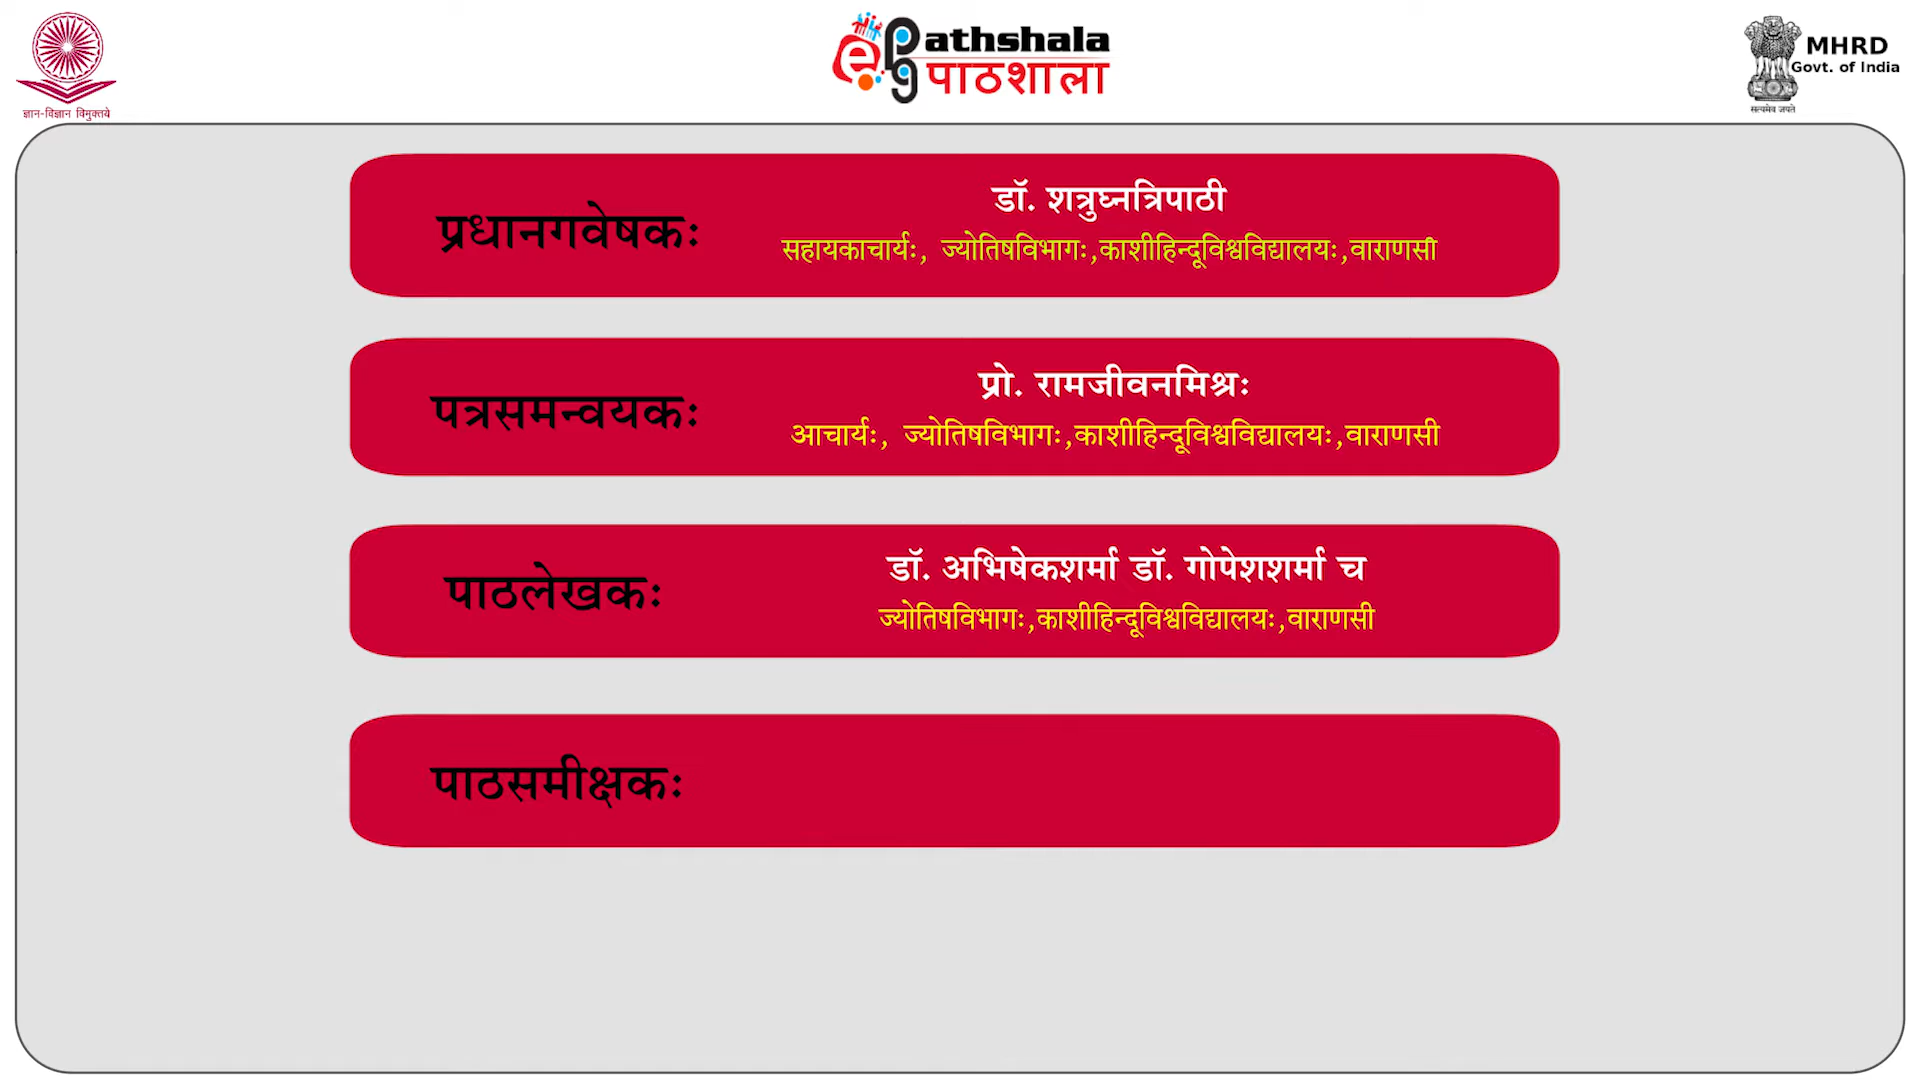 ज्ञान-विज्ञान विमुक्तये
ePG Pathshala
पाठशाला
MHRD
Govt. of India
सत्यमेव जयते
प्रधानगवेषकः
डॉ. शत्रुघ्नत्रिपाठी
सहायकाचार्यः, ज्योतिषविभागः,काशीहिन्दूविश्वविद्यालयः,वाराणसी
पत्रसमन्वयकः
प्रो. रामजीवनमिश्रः
आचार्यः, ज्योतिषविभागः,काशीहिन्दूविश्वविद्यालयः,वाराणसी
पाठलेखकः
डॉ. अभिषेकशर्मा डॉ. गोपेशशर्मा च
ज्योतिषविभागः,काशीहिन्दूविश्वविद्यालयः,वाराणसी
पाठसमीक्षकः